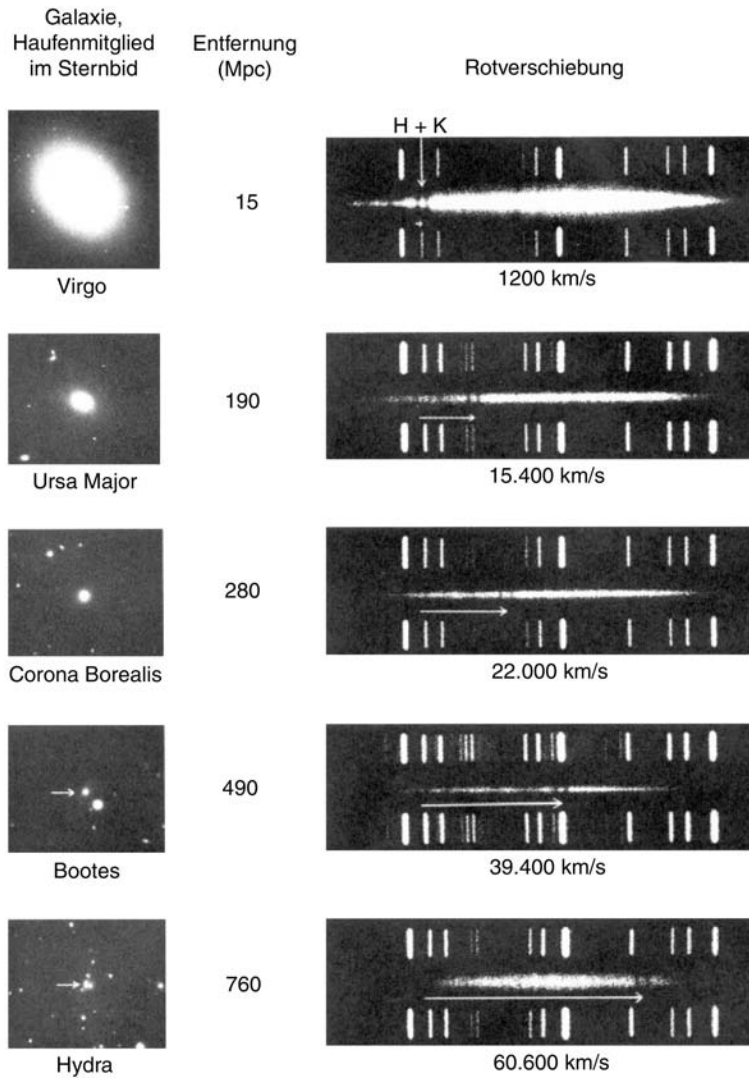 Galaxie,
Haufenmitglied
im Sternbid
Entfernung
(Mpc)
Rotverschiebung
H + K
15
Virgo
1200 km/s
190
Ursa Major
15.400 km/s
280
Corona Borealis
22.000 km/s
490
Bootes
39.400 km/s
760
Hydra
60.600 km/s